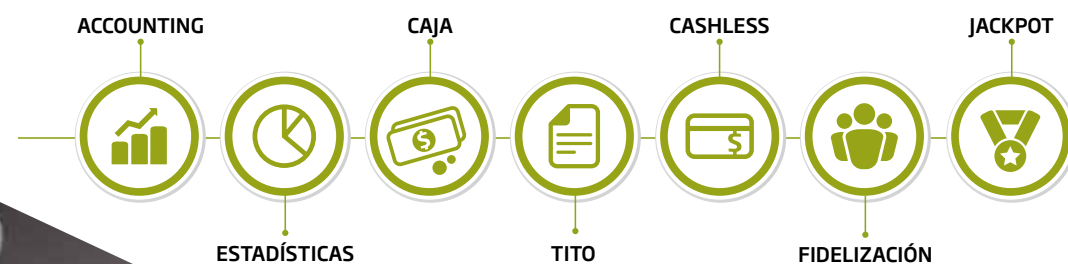 ACCOUNTING
CAJA
CASHLESS
JACKPOT
$
$
ESTADÍSTICAS
TITO
FIDELIZACIÓN